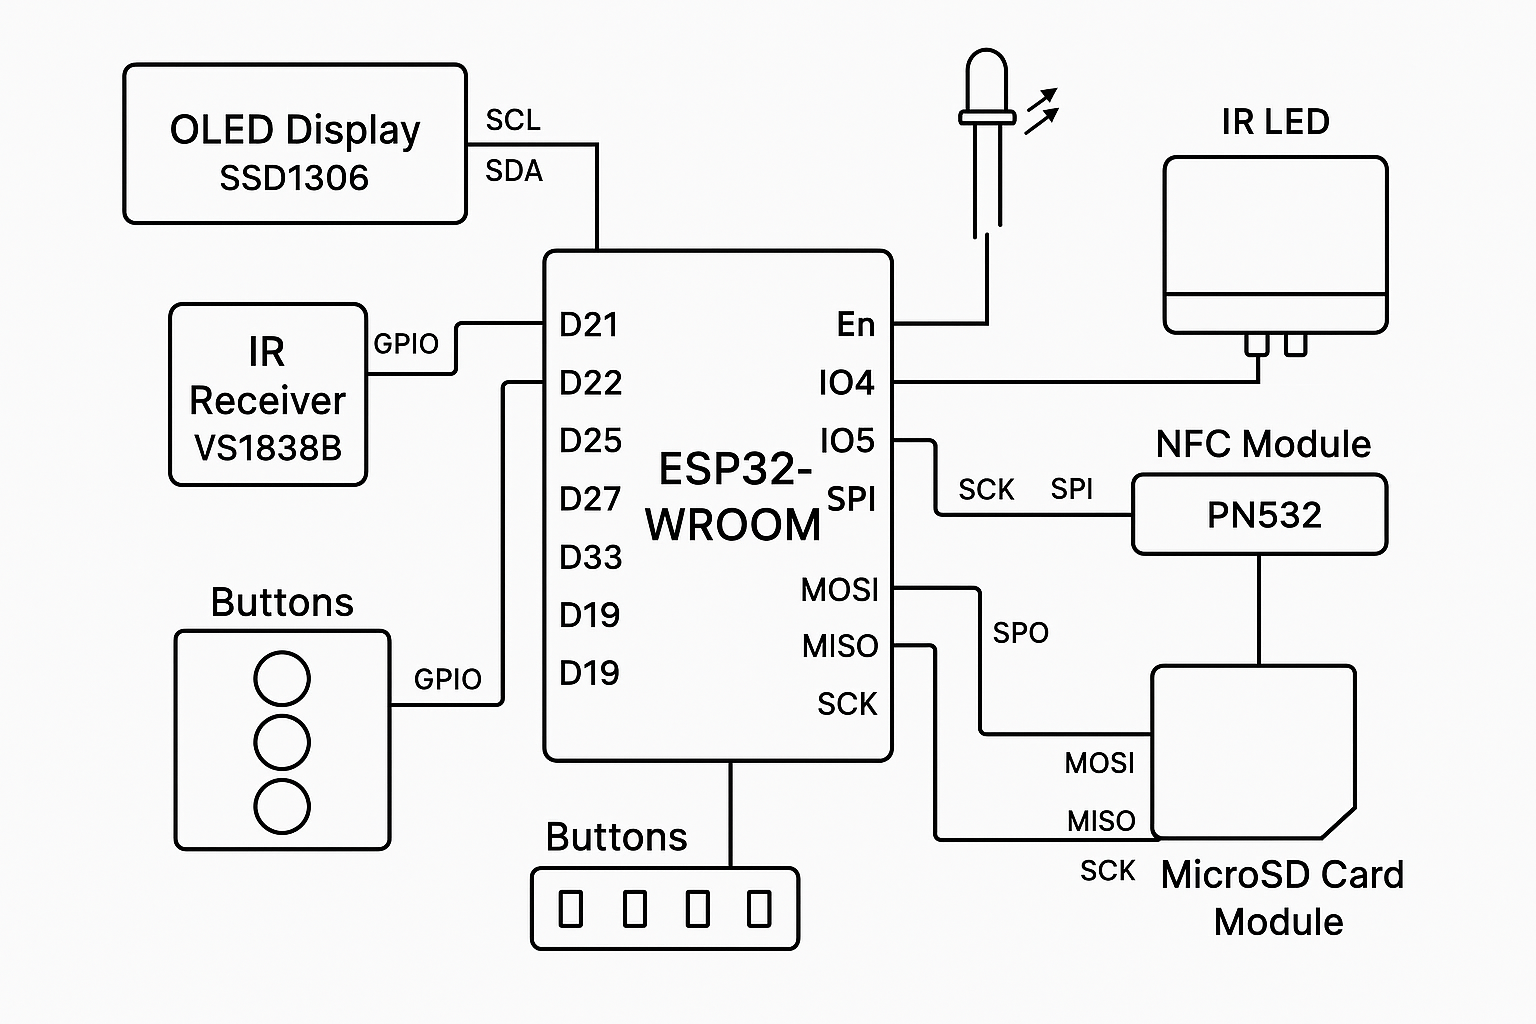 OLED Display
SSD1306
SCL
SDA
IR LED
IR
Receiver
VS1838B
GPIO
D21
D22
D25
D27
D33
D19
D19
ESP32-
WROOM
En
IO4
IO5
SPI
MOSI
MISO
SCK
NFC Module
PN532
SCK SPI
SPO
MOSI
MISO
SCK
MicroSD Card
Module
Buttons
GPIO
Buttons